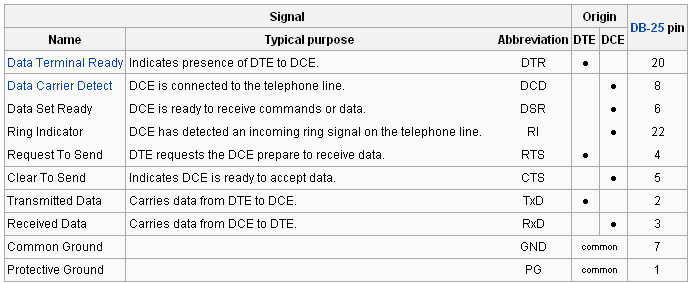 Signal Origin DB-25 pin
Name Typical purpose Abbreviation DTE DCE
Data Terminal Ready Indicates presence of DTE to DCE. DTR ● 20
Data Carrier Detect DCE is connected to the telephone line. DCD ● 8
Data Set Ready DCE is ready to receive commands or data. DSR ● 6
Ring Indicator DCE has detected an incoming ring signal on the telephone line. RI ● 22
Request To Send DTE requests the DCE prepare to receive data. RTS ● 4
Clear To Send Indicates DCE is ready to accept data. CTS ● 5
Transmitted Data Carries data from DTE to DCE. TxD ● 2
Received Data Carries data from DCE to DTE. RxD ● 3
Common Ground GND common 7
Protective Ground PG common 1